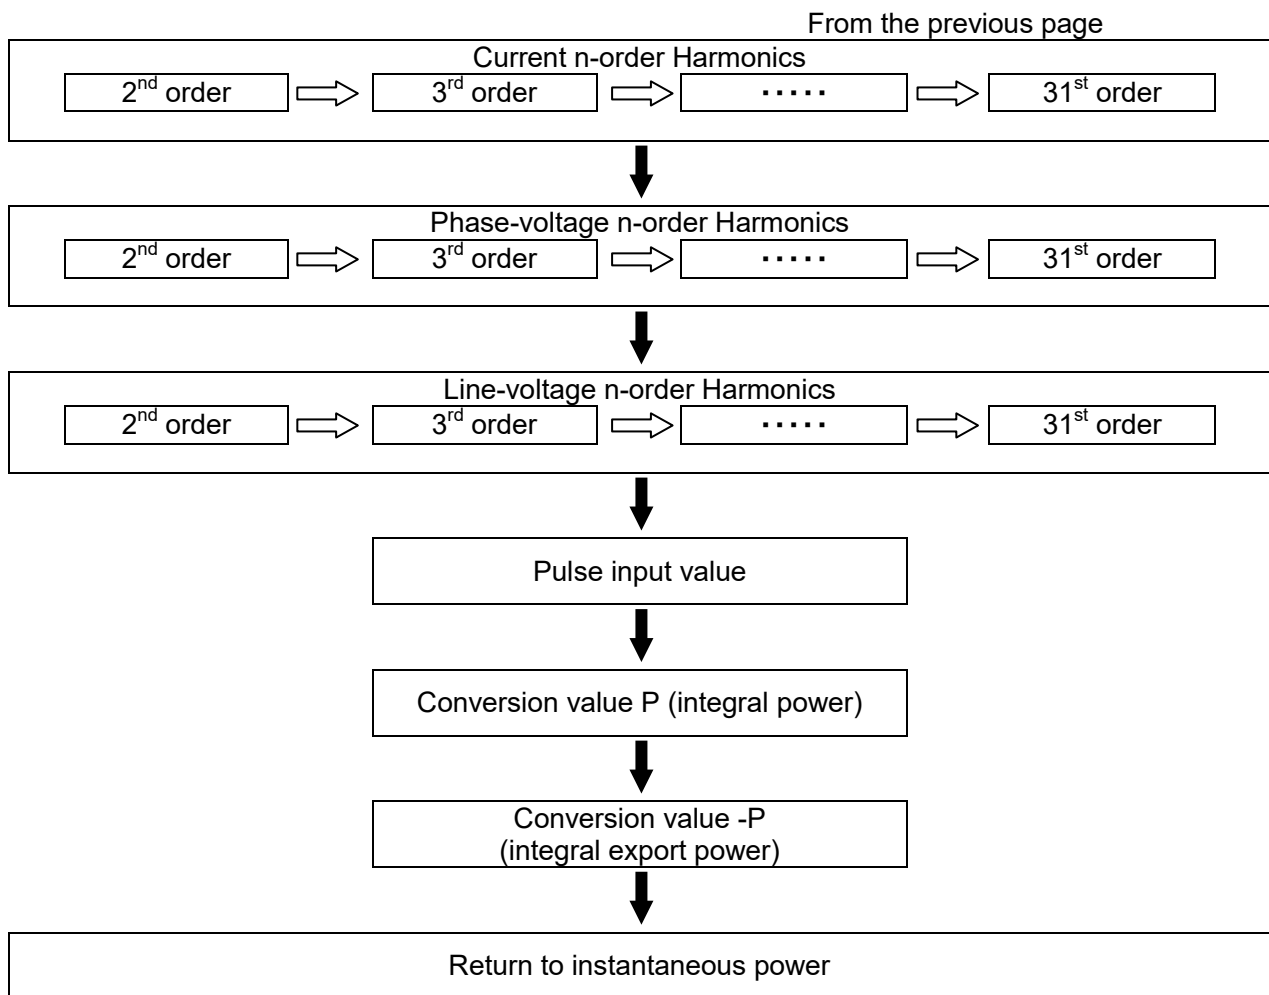 From the previous page
Current n-order Harmonics
2nd order 3rd order ..... 31st order
Phase-voltage n-order Harmonics
2nd order 3rd order ..... 31st order
Line-voltage n-order Harmonics
2nd order 3rd order ..... 31st order
Pulse input value
Conversion value P (integral power)
Conversion value -P
(integral export power)
Return to instantaneous power